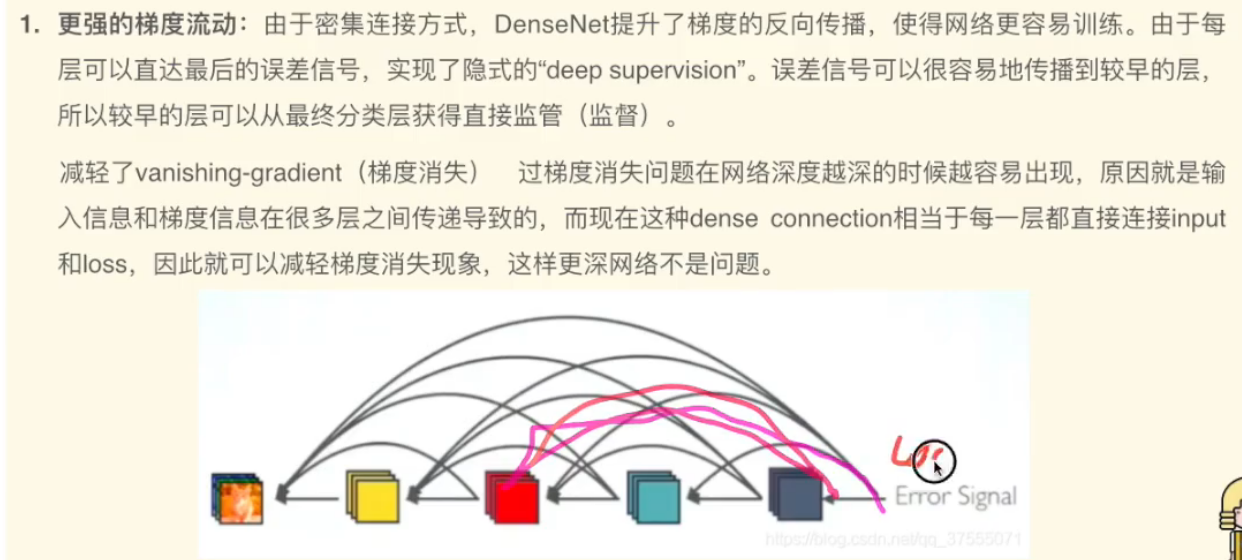 1. 更强的梯度流动：由于密集连接方式，DenseNet提升了梯度的反向传播，使得网络更容易训练。由于每
层可以直达最后的误差信号，实现了隐式的“deep supervision”。误差信号可以很容易地传播到较早的层，
所以较早的层可以从最终分类层获得直接监管（监督）。
减轻了vanishing-gradient（梯度消失） 过梯度消失问题在网络深度越深的时候越容易出现，原因就是输
入信息和梯度信息在很多层之间传递导致的，而现在这种dense connection相当于每一层都直接连接input
和loss，因此就可以减轻梯度消失现象，这样更深网络不是问题。
Error Signal
https://blog.csdn.net/qq_37555071